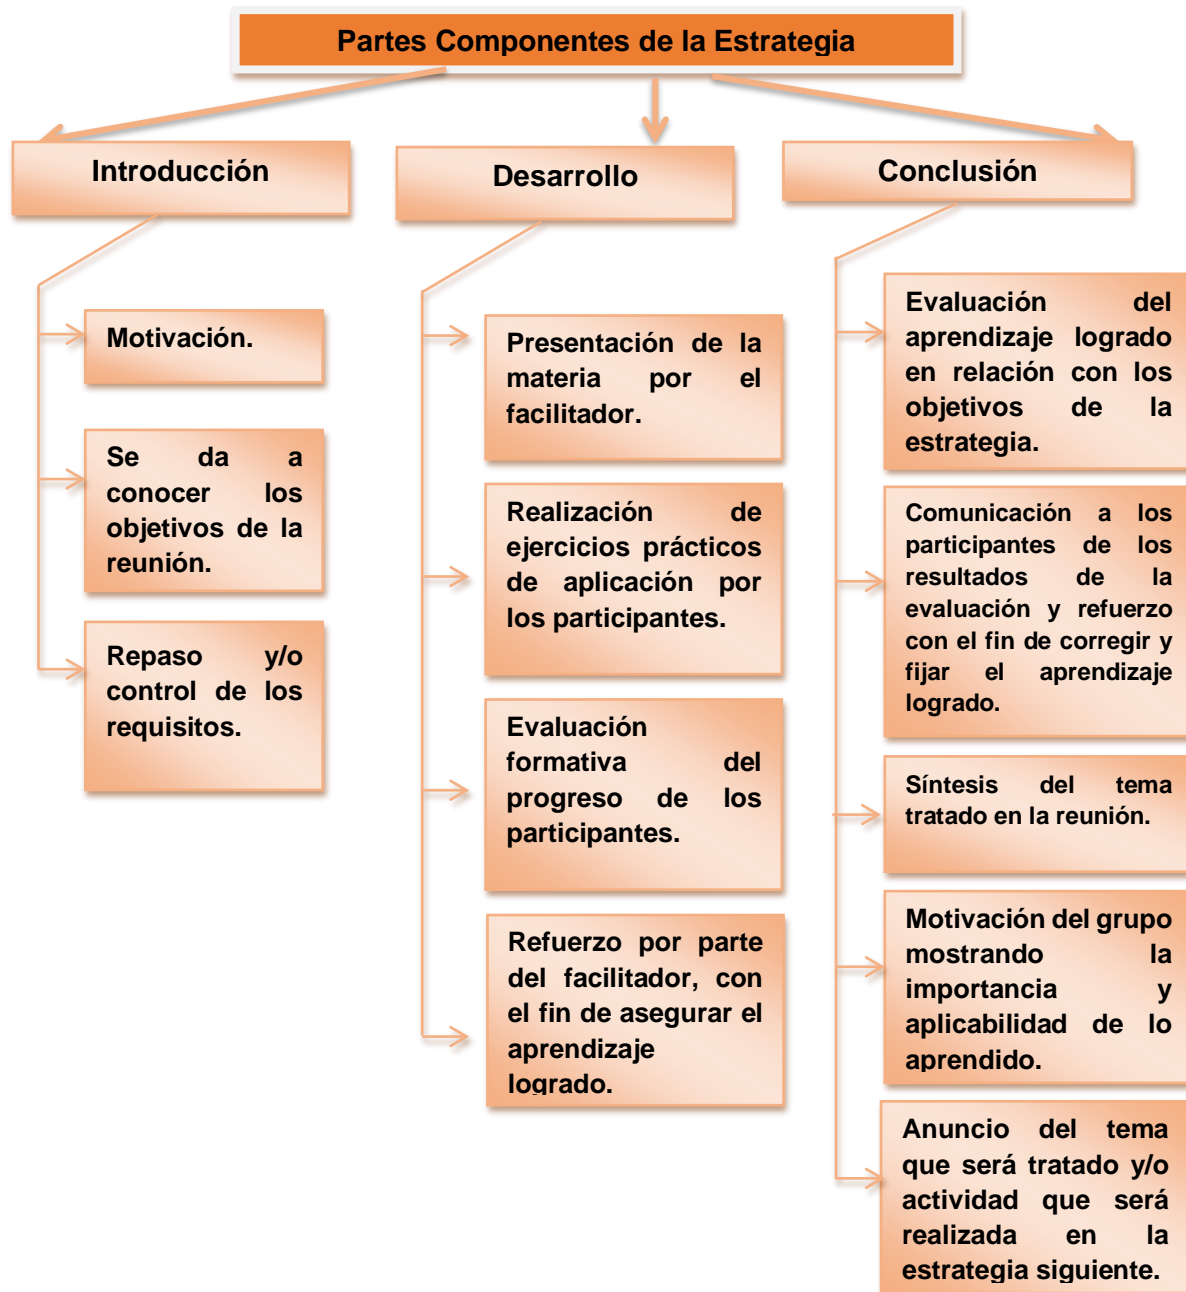 Partes Componentes de la Estrategia
Introducción
Desarrollo
Conclusión
Motivación.
Se da a
conocer los
objetivos de la
reunión.
Repaso y/o
control de los
requisitos.
Presentación de la
materia por el
facilitador.
Realización de
ejercicios prácticos
de aplicación por
los participantes.
Evaluación
formativa del
progreso de los
participantes.
Refuerzo por parte
del facilitador, con
el fin de asegurar el
aprendizaje
logrado.
Evaluación del
aprendizaje logrado
en relación con los
objetivos de la
estrategia.
Comunicación a los
participantes de los
resultados de la
evaluación y refuerzo
con el fin de corregir y
fijar el aprendizaje
logrado.
Síntesis del tema
tratado en la reunión.
Motivación del grupo
mostrando la
importancia y
aplicabilidad de lo
aprendido.
Anuncio del tema
que será tratado y/o
actividad que será
realizada en la
estrategia siguiente.